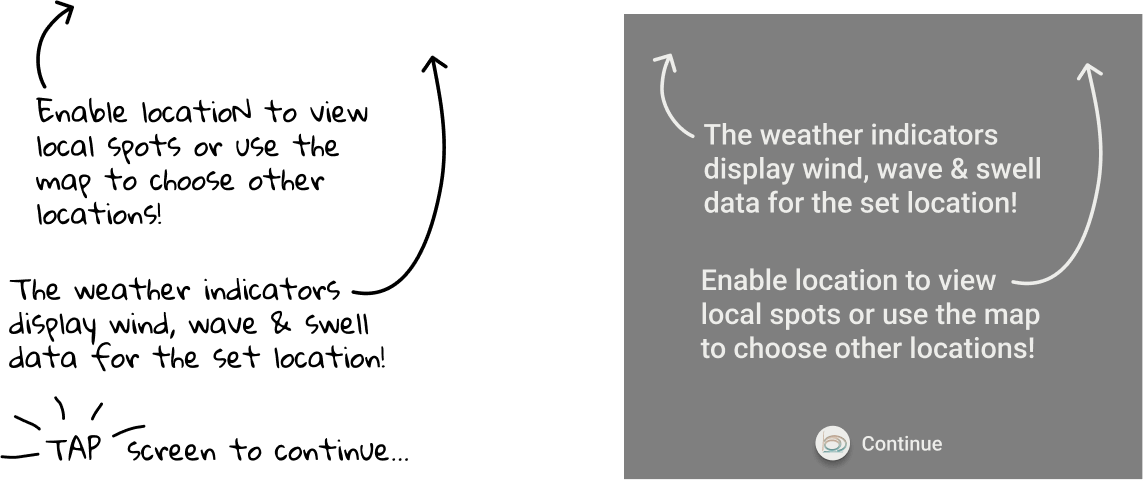 Enable location to view
local spots or use the
map to choose other
locations!
The weather indicators
display wind, wave & swell
data for the set location!
TAP screen to continue...
The weather indicators
display wind, wave & swell
data for the set location!
Enable location to view
local spots or use the map
to choose other locations!
Continue